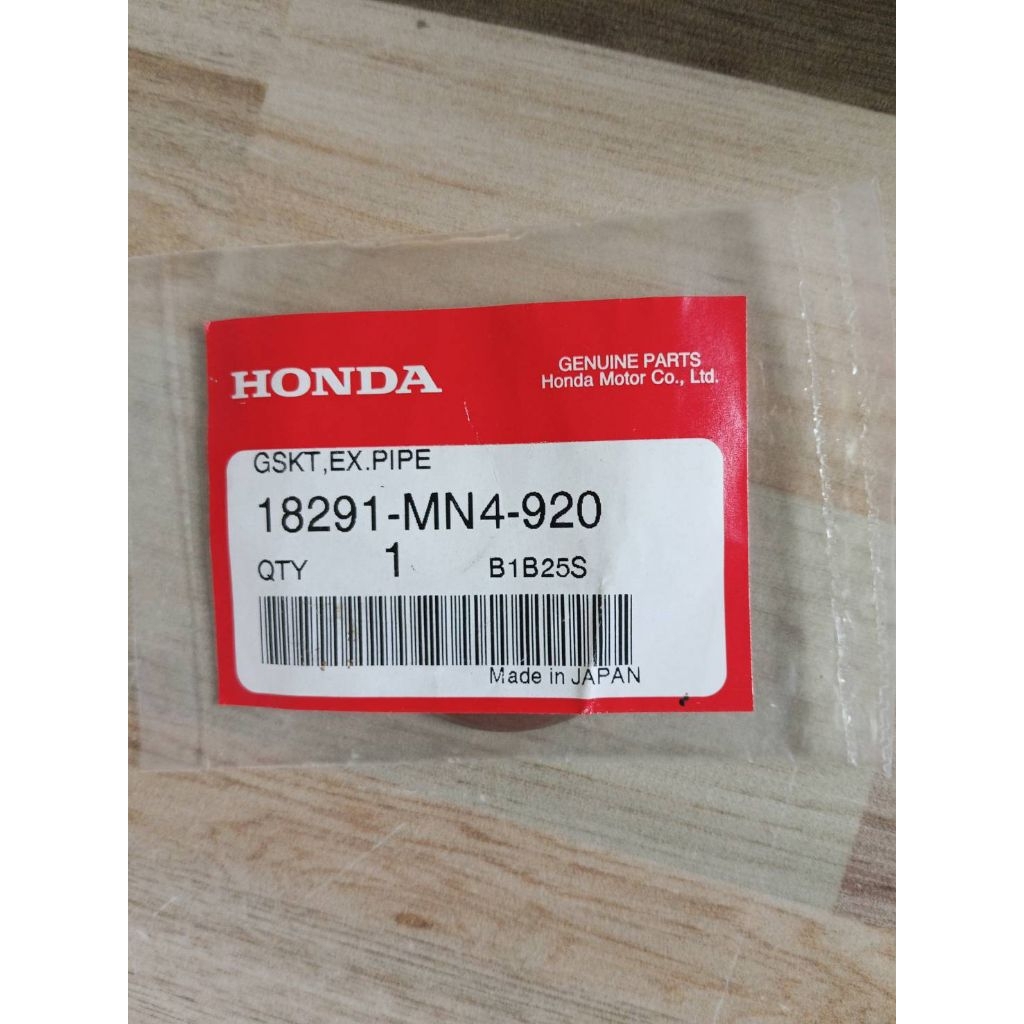 HONDA
GENUINE PARTS
Honda Motor Co., Ltd.
GSKT,EX.PIPE
18291-MN4-920
QTY 1 B1B25S
Made in JAPAN